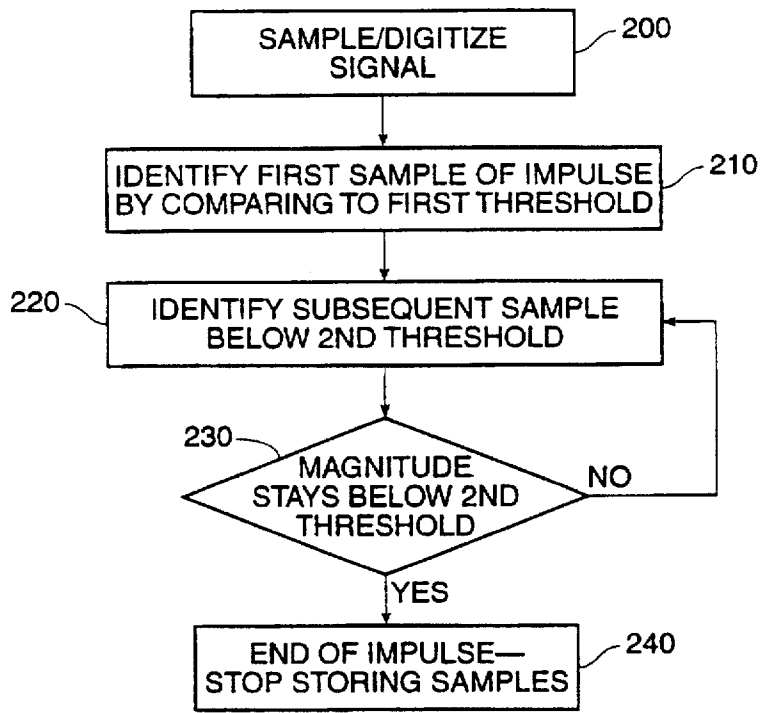 SAMPLE/DIGITIZE
SIGNAL
200
IDENTIFY FIRST SAMPLE OF IMPULSE
BY COMPARING TO FIRST THRESHOLD
210
220
IDENTIFY SUBSEQUENT SAMPLE
BELOW 2ND THRESHOLD
230
MAGNITUDE
STAYS BELOW 2ND
THRESHOLD
NO
YES
END OF IMPULSE—
STOP STORING SAMPLES
240